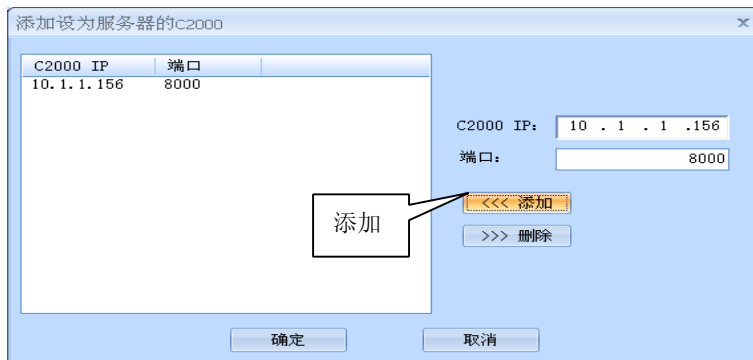 添加设为服务器的C2000
C2000 IP 端口
10.1.1.156 8000
C2000 IP: 10 . 1 . 1 .156
端口: 8000
<<< 添加
添加
>>> 删除
确定 取消